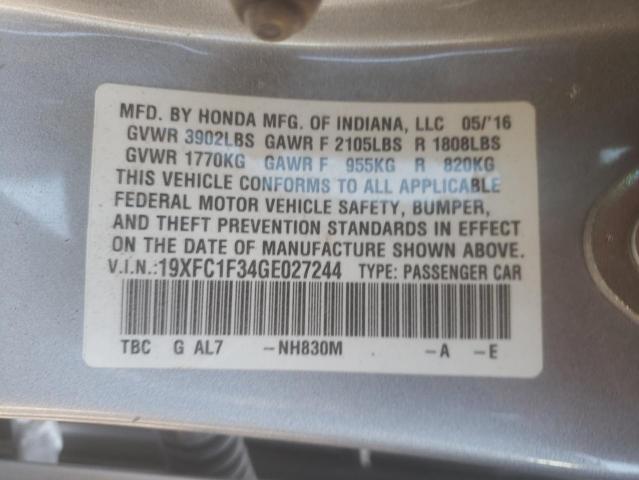 MFD. BY HONDA MFG. OF INDIANA, LLC 05/'16
GVWR 3902LBS GAWR F 2105LBS R 1808LBS
GVWR 1770KG GAWR F 955KG R 820KG
THIS VEHICLE CONFORMS TO ALL APPLICABLE
FEDERAL MOTOR VEHICLE SAFETY, BUMPER,
AND THEFT PREVENTION STANDARDS IN EFFECT
ON THE DATE OF MANUFACTURE SHOWN ABOVE.
V.I.N.:19XFC1F34GE027244 TYPE: PASSENGER CAR
TBC G AL7 -NH830M -A -E